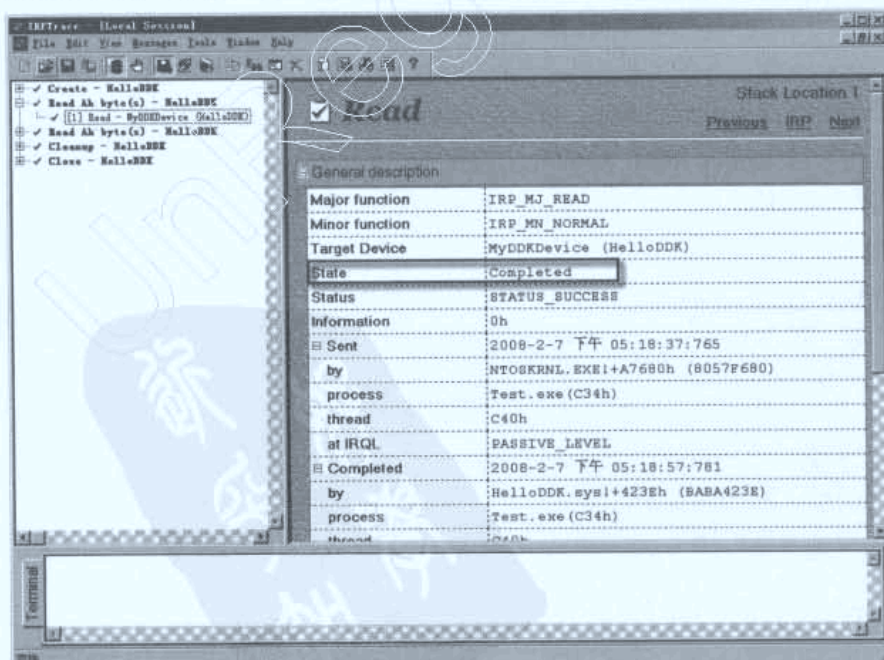 IRPTrace - [Local Session]
File Edit View Messages Tools Window Help
Create - HelloDDK
Read Ah byte(s) - HelloDDK
[1] Read - MyDDKDevice (HelloDDK)
Read Ah byte(s) - HelloDDK
Cleanup - HelloDDK
Close - HelloDDK
Read
Stack Location 1
Previous IRP Next
General description
Major function IRP_MJ_READ
Minor function IRP_MN_NORMAL
Target Device MyDDKDevice (HelloDDK)
State Completed
Status STATUS_SUCCESS
Information 0h
Sent 2008-2-7 下午 05:18:37:765
by NTOSKRNL.EXE!+A7680h (8057F680)
process Test.exe(C34h)
thread C40h
at IRQL PASSIVE_LEVEL
Completed 2008-2-7 下午 05:18:57:781
by HelloDDK.sys!+423Eh (BABA423E)
process Test.exe(C34h)
thread C40h
Terminal